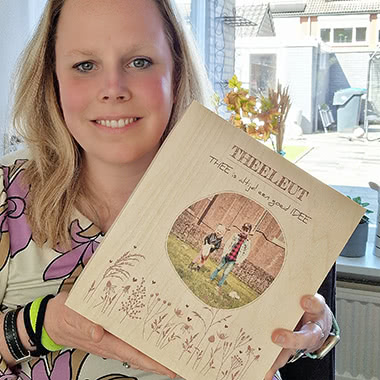 THEELEUT
THEE is altijd een goed IDEE